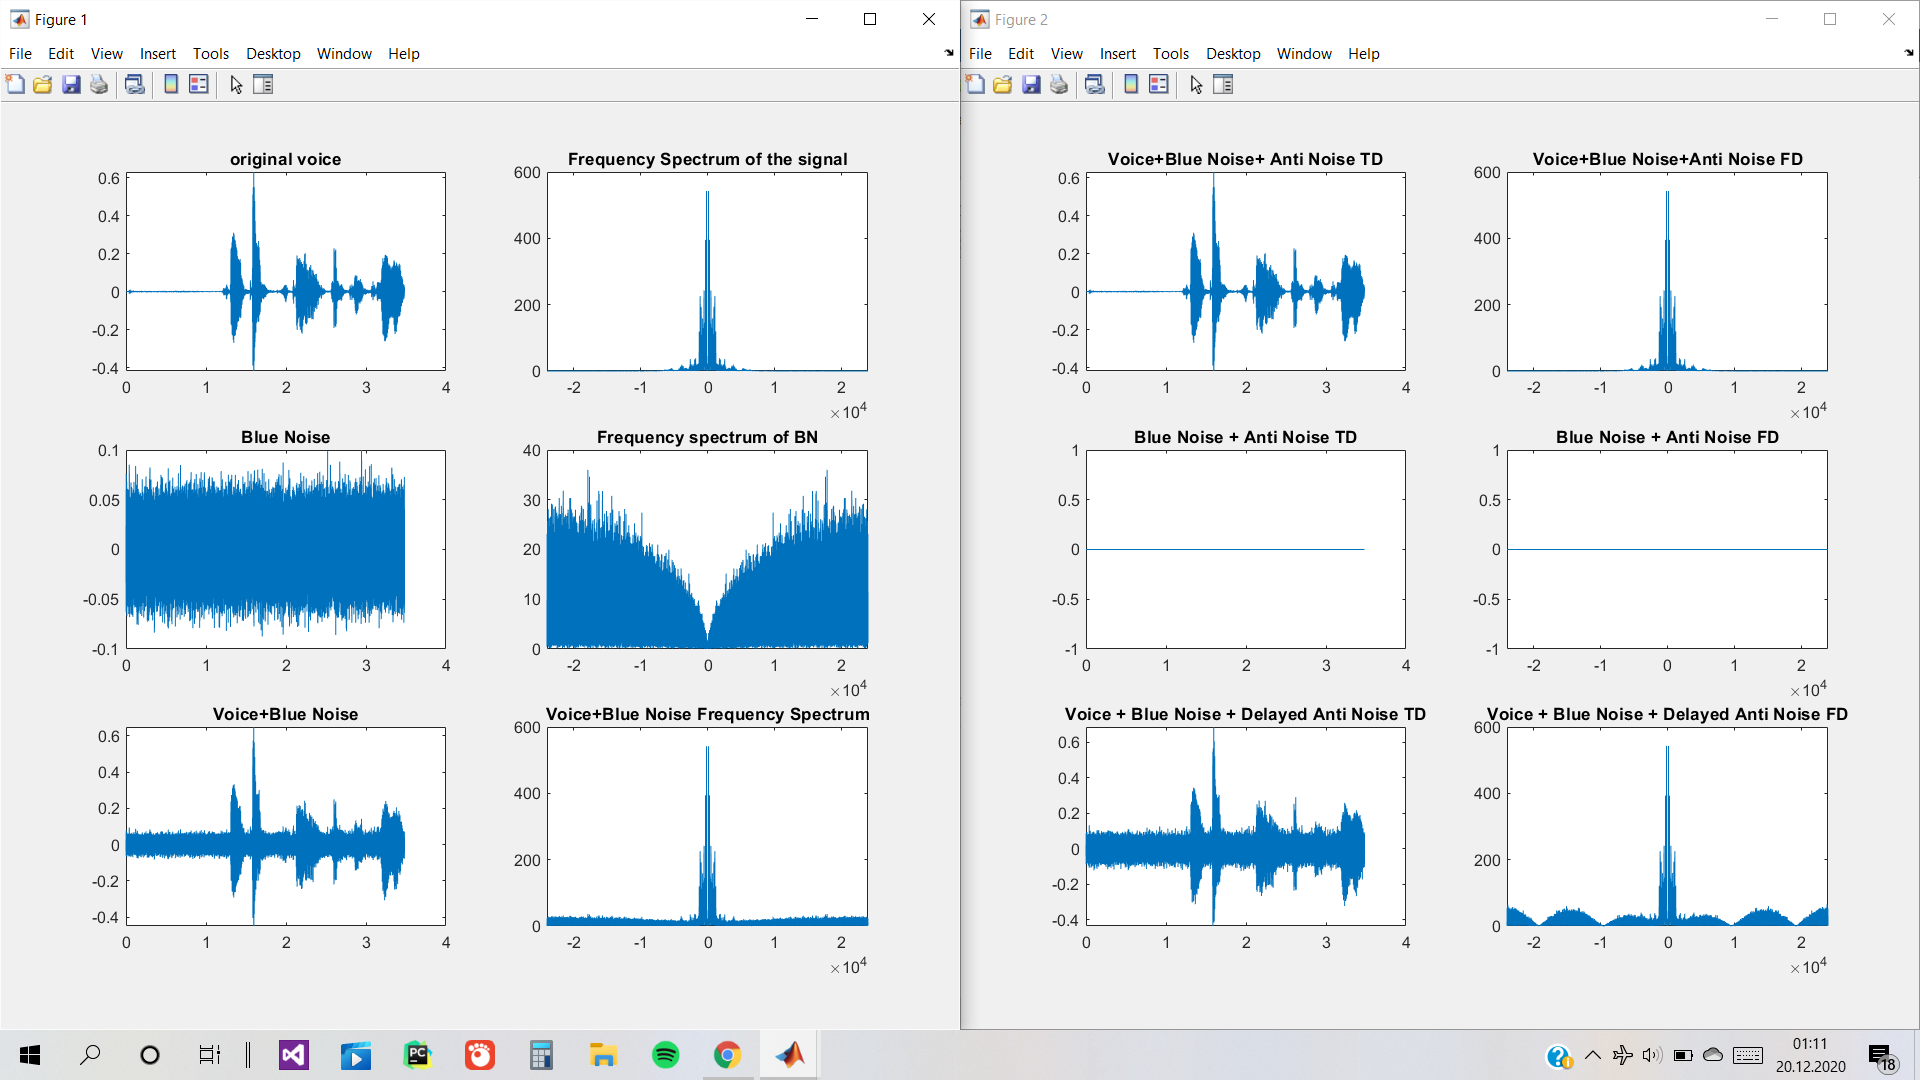 Figure 1
File Edit View Insert Tools Desktop Window Help
original voice
0.6
0.4
0.2
0
-0.2
-0.4
0 1 2 3 4
Frequency Spectrum of the signal
600
400
200
0
-2 -1 0 1 2
×10^4
Blue Noise
0.1
0.05
0
-0.05
-0.1
0 1 2 3 4
Frequency spectrum of BN
40
30
20
10
0
-2 -1 0 1 2
×10^4
Voice+Blue Noise
0.6
0.4
0.2
0
-0.2
-0.4
0 1 2 3 4
Voice+Blue Noise Frequency Spectrum
600
400
200
0
-2 -1 0 1 2
×10^4
Figure 2
File Edit View Insert Tools Desktop Window Help
Voice+Blue Noise+ Anti Noise TD
0.6
0.4
0.2
0
-0.2
-0.4
0 1 2 3 4
Voice+Blue Noise+Anti Noise FD
600
400
200
0
-2 -1 0 1 2
×10^4
Blue Noise + Anti Noise TD
1
0.5
0
-0.5
-1
0 1 2 3 4
Blue Noise + Anti Noise FD
1
0.5
0
-0.5
-1
-2 -1 0 1 2
×10^4
Voice + Blue Noise + Delayed Anti Noise TD
0.6
0.4
0.2
0
-0.2
-0.4
0 1 2 3 4
Voice + Blue Noise + Delayed Anti Noise FD
600
400
200
0
-2 -1 0 1 2
×10^4
PC
01:11
20.12.2020
18